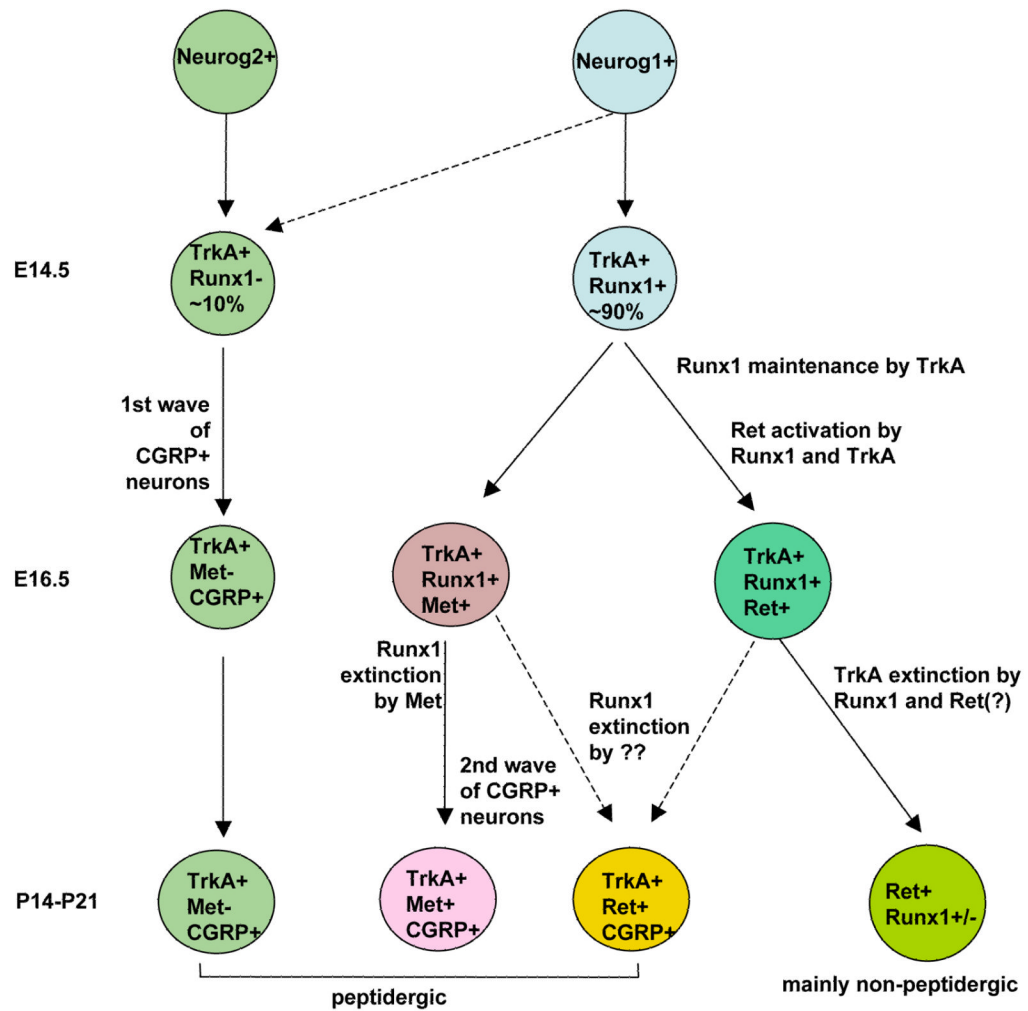 Neurog2+
Neurog1+
E14.5
TrkA+
Runx1-
~10%
TrkA+
Runx1+
~90%
Runx1 maintenance by TrkA
1st wave
of
CGRP+
neurons
Ret activation by
Runx1 and TrkA
E16.5
TrkA+
Met-
CGRP+
TrkA+
Runx1+
Met+
TrkA+
Runx1+
Ret+
Runx1
extinction
by Met
Runx1
extinction
by ??
TrkA extinction by
Runx1 and Ret(?)
2nd wave
of CGRP+
neurons
P14-P21
TrkA+
Met-
CGRP+
TrkA+
Met+
CGRP+
TrkA+
Ret+
CGRP+
Ret+
Runx1+/-
peptidergic
mainly non-peptidergic